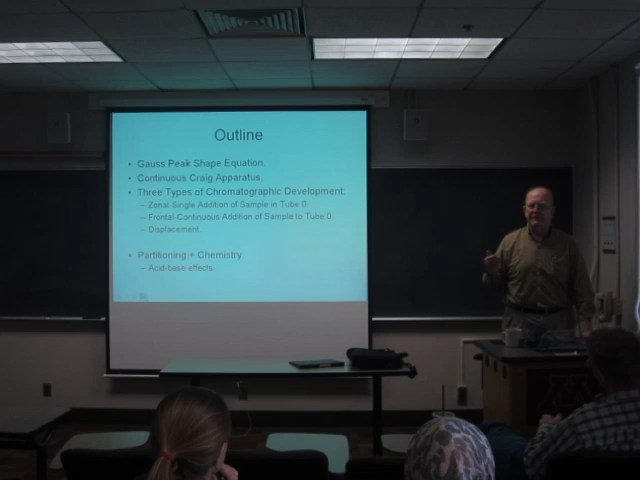 Outline
• Gauss Peak Shape Equation.
• Continuous Craig Apparatus.
• Three Types of Chromatographic Development:
– Zonal-Single Addition of Sample in Tube 0.
– Frontal-Continuous Addition of Sample to Tube 0.
– Displacement
• Partitioning + Chemistry.
– Acid-base effects.